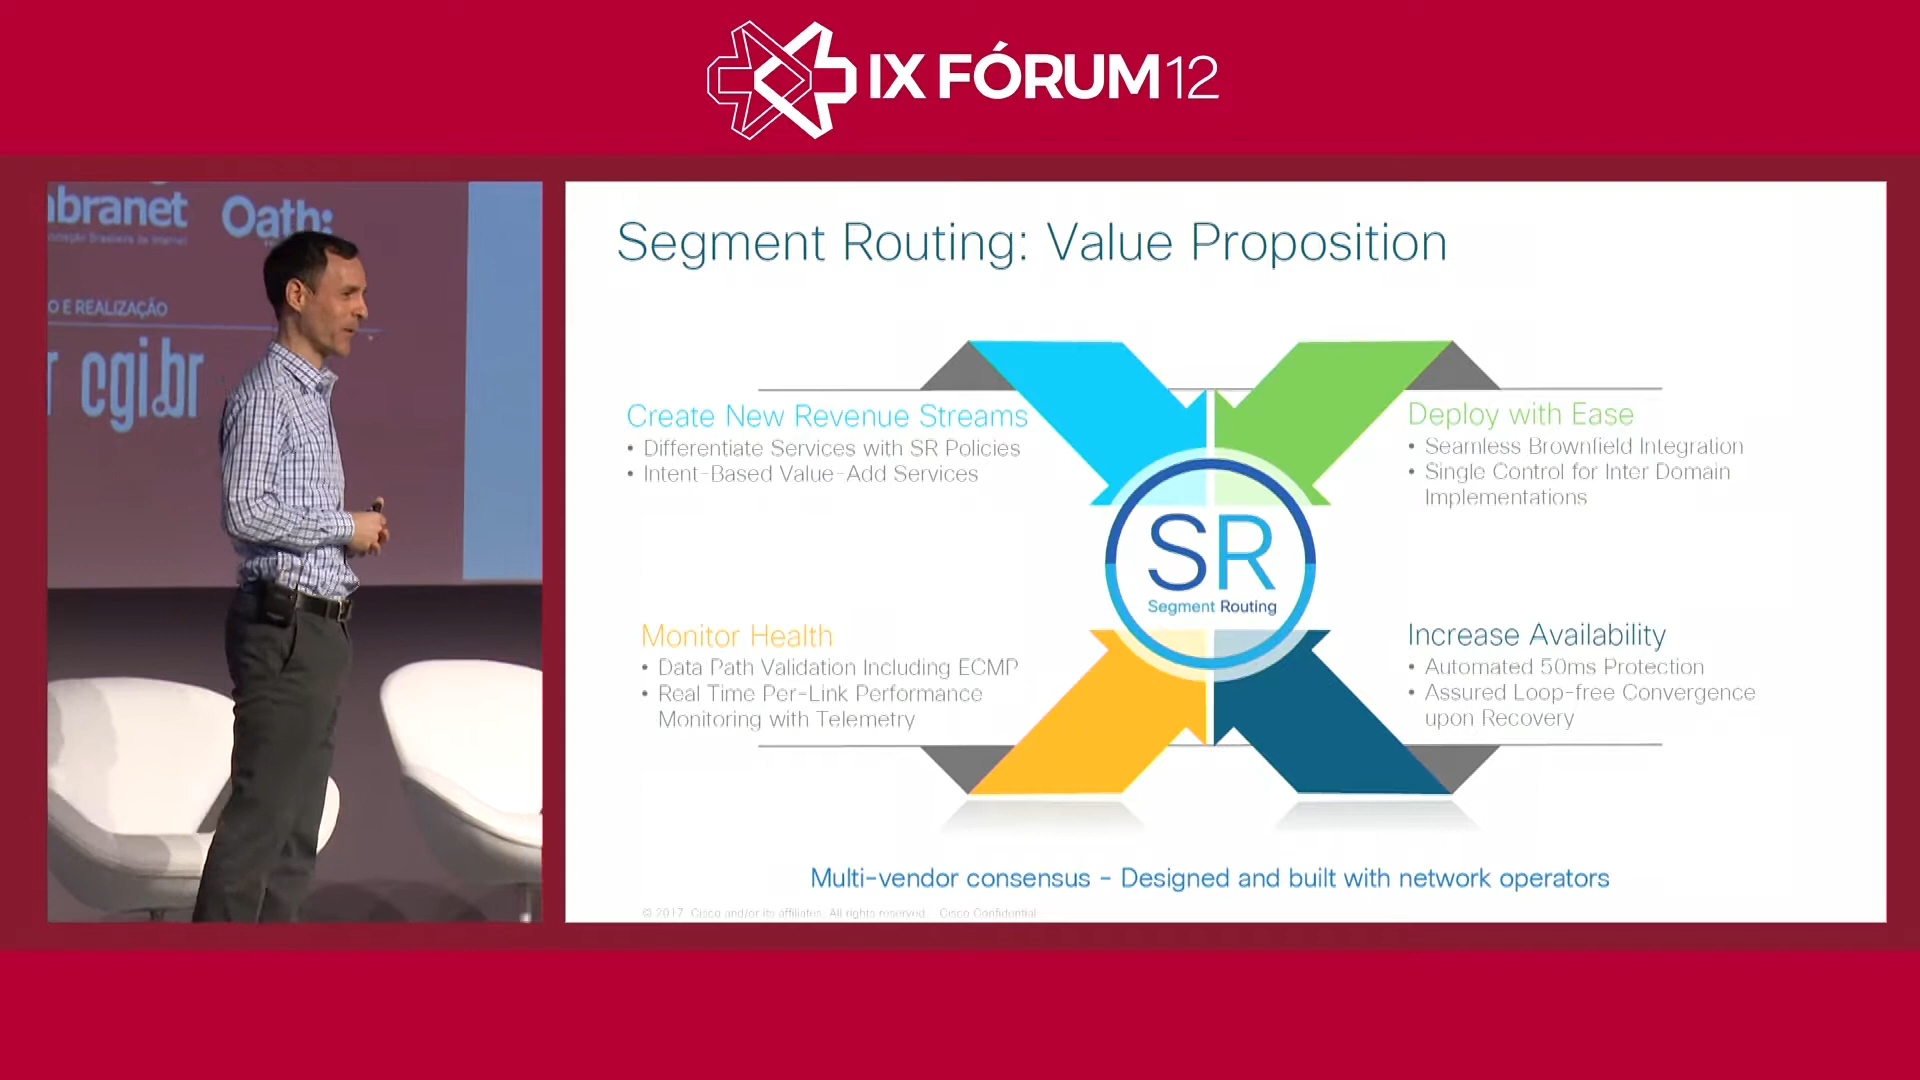 IX FÓRUM 12
branet
Oath:
O E REALIZAÇÃO
cgi.br
Segment Routing: Value Proposition
Create New Revenue Streams
• Differentiate Services with SR Policies
• Intent-Based Value-Add Services
Deploy with Ease
• Seamless Brownfield Integration
• Single Control for Inter Domain
Implementations
SR
Segment Routing
Monitor Health
• Data Path Validation Including ECMP
• Real Time Per-Link Performance
Monitoring with Telemetry
Increase Availability
• Automated 50ms Protection
• Assured Loop-free Convergence
upon Recovery
Multi-vendor consensus - Designed and built with network operators
© 2017 Cisco and/or its affiliates. All rights reserved. Cisco Confidential